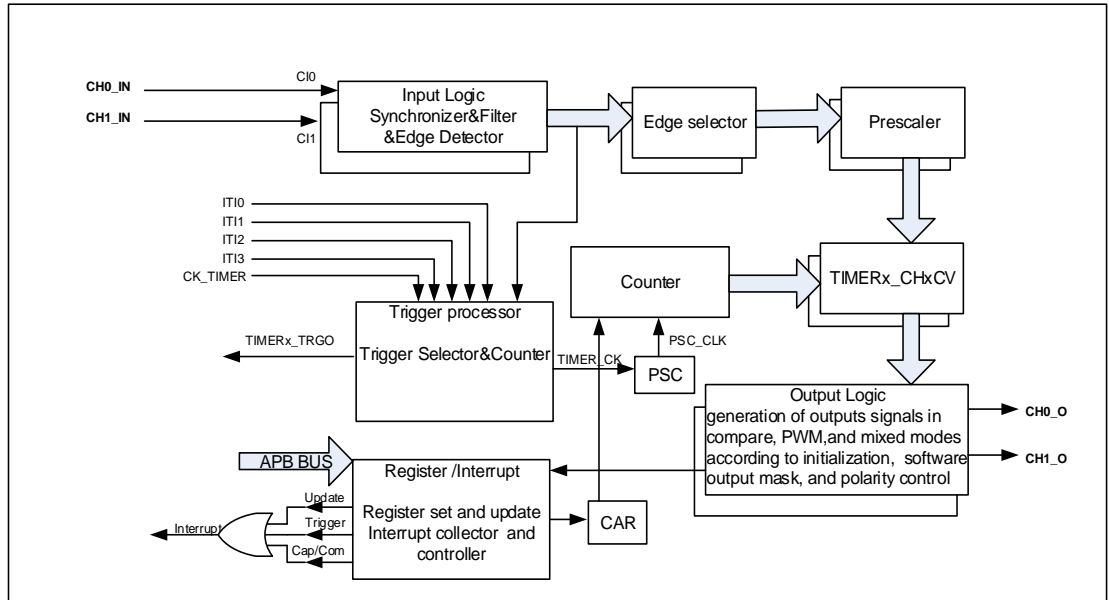 CH0_IN
CI0
CH1_IN
CI1
Input Logic
Synchronizer&Filter
&Edge Detector
Edge selector
Prescaler
ITI0
ITI1
ITI2
ITI3
CK_TIMER
Counter
TIMERx_CHxCV
Trigger processor
Trigger Selector&Counter
TIMERx_TRGO
TIMER_CK
PSC_CLK
PSC
Output Logic
generation of outputs signals in
compare, PWM,and mixed modes
according to initialization, software
output mask, and polarity control
CH0_O
CH1_O
APB BUS
Register /Interrupt
Register set and update
Interrupt collector and
controller
CAR
Update
Trigger
Cap/Com
Interrupt